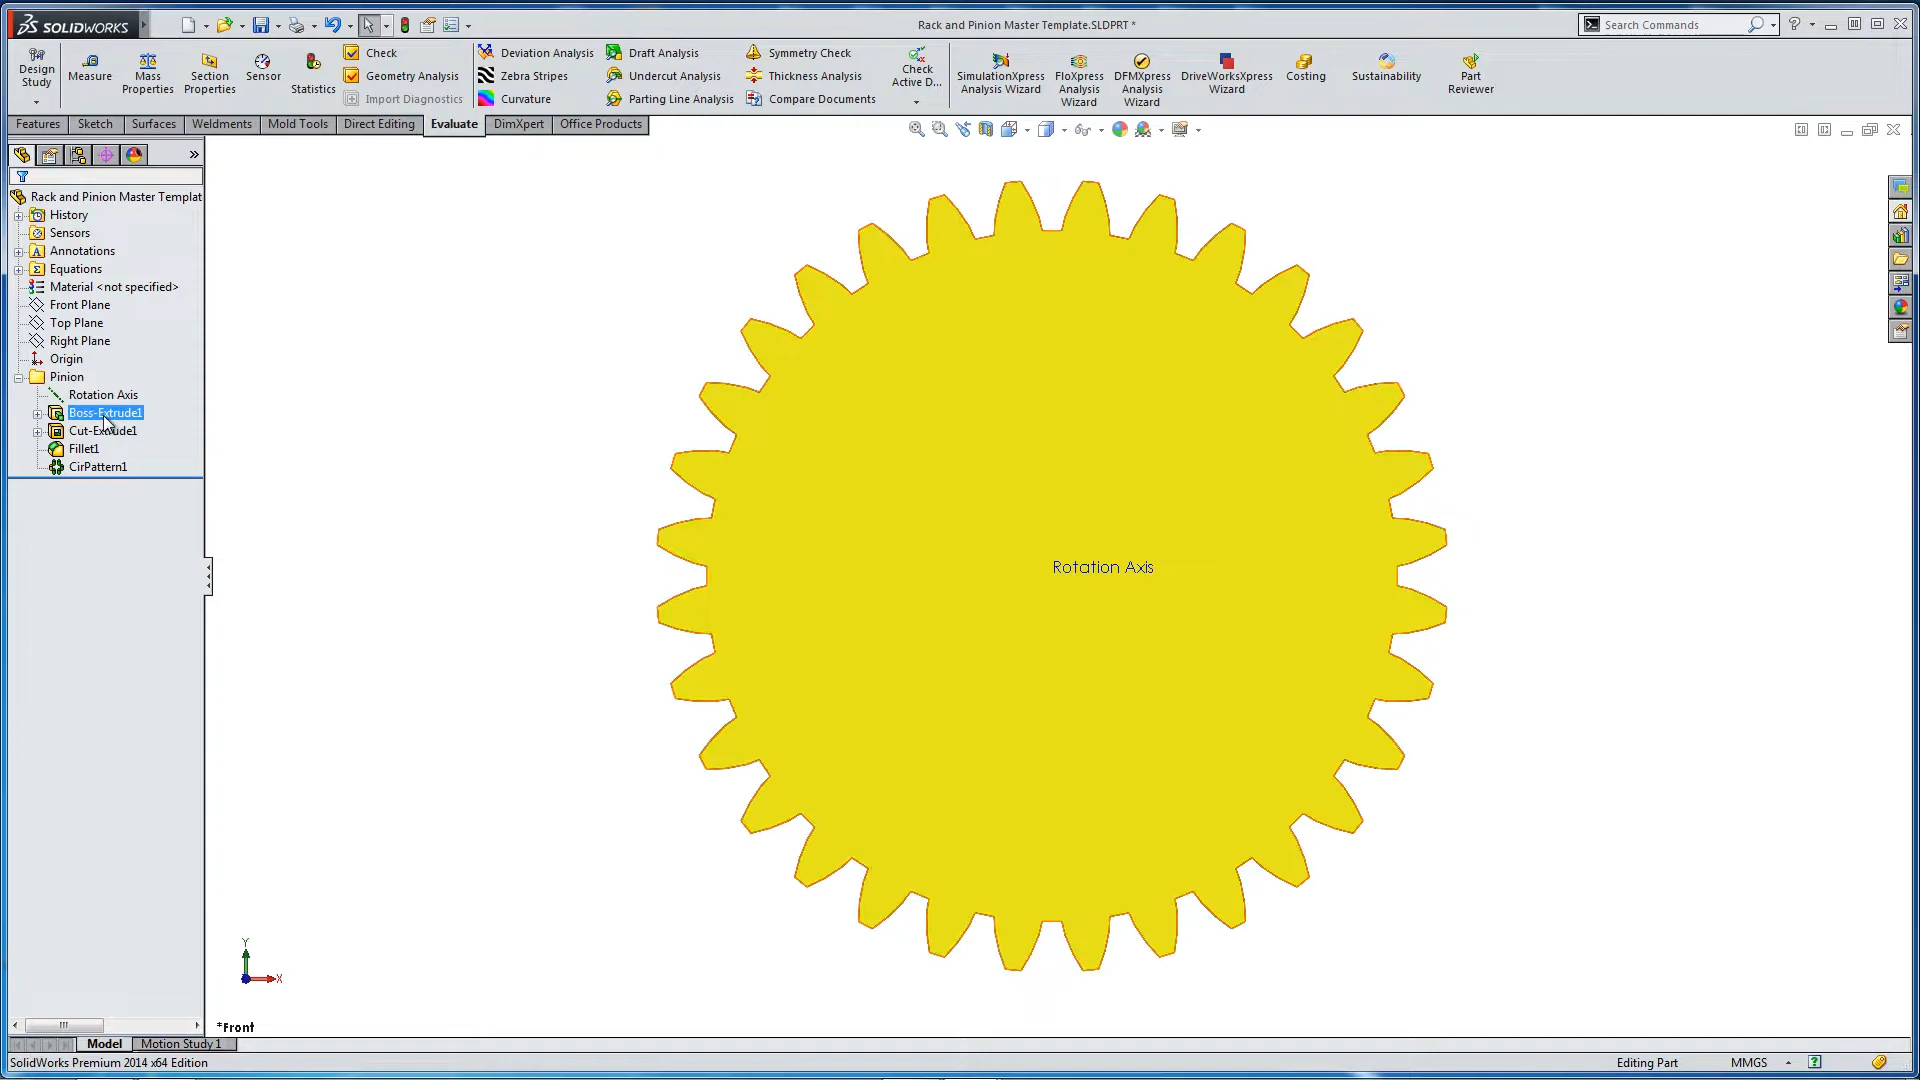 SOLIDWORKS
Rack and Pinion Master Template.SLDPRT *
Search Commands
Design Study
Measure
Mass Properties
Section Properties
Sensor
Statistics
Check
Geometry Analysis
Import Diagnostics
Deviation Analysis
Zebra Stripes
Curvature
Draft Analysis
Undercut Analysis
Parting Line Analysis
Symmetry Check
Thickness Analysis
Compare Documents
Check Active D...
SimulationXpress Analysis Wizard
FloXpress Analysis Wizard
DFMXpress Analysis Wizard
DriveWorksXpress Wizard
Costing
Sustainability
Part Reviewer
Features
Sketch
Surfaces
Weldments
Mold Tools
Direct Editing
Evaluate
DimXpert
Office Products
Rack and Pinion Master Templat
History
Sensors
Annotations
Equations
Material <not specified>
Front Plane
Top Plane
Right Plane
Origin
Pinion
Rotation Axis
Boss-Extrude1
Cut-Extrude1
Fillet1
CirPattern1
Rotation Axis
Y
X
*Front
Model
Motion Study 1
SolidWorks Premium 2014 x64 Edition
Editing Part
MMGS